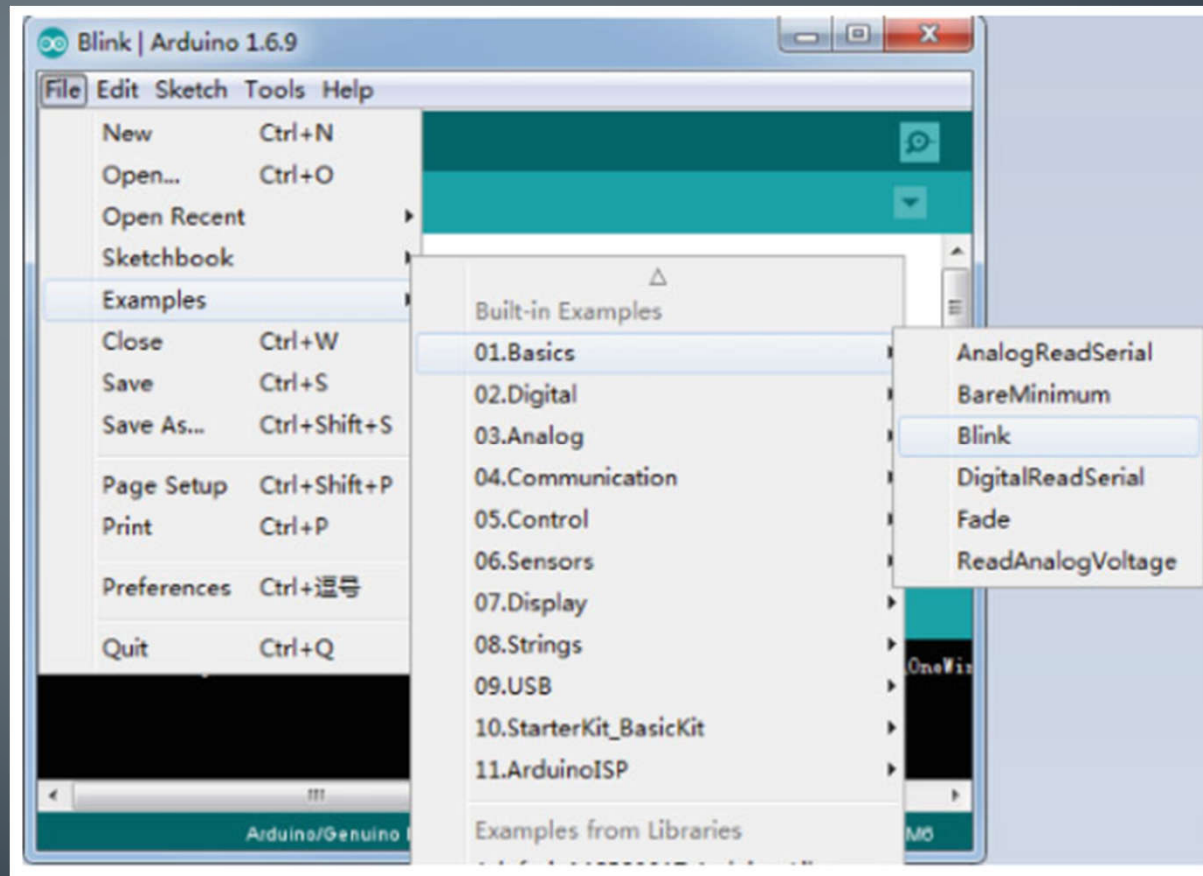 Blink | Arduino 1.6.9
File Edit Sketch Tools Help
New Ctrl+N
Open... Ctrl+O
Open Recent
Sketchbook
Examples
Close Ctrl+W
Save Ctrl+S
Save As... Ctrl+Shift+S
Page Setup Ctrl+Shift+P
Print Ctrl+P
Preferences Ctrl+逗号
Quit Ctrl+Q
Built-in Examples
01.Basics
02.Digital
03.Analog
04.Communication
05.Control
06.Sensors
07.Display
08.Strings
09.USB
10.StarterKit_BasicKit
11.ArduinoISP
Examples from Libraries
AnalogReadSerial
BareMinimum
Blink
DigitalReadSerial
Fade
ReadAnalogVoltage
Arduino/Genuino